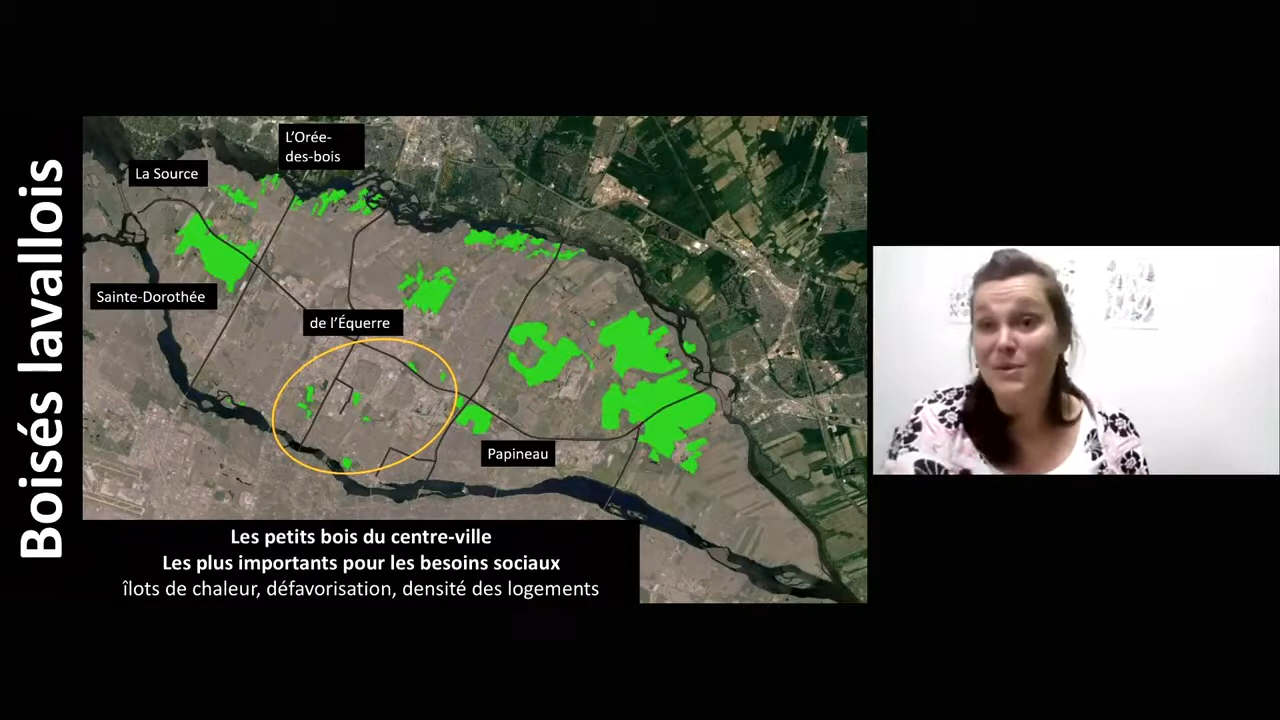 Boisés lavallois
L'Orée-
des-bois
La Source
Sainte-Dorothée
de l'Équerre
Papineau
Les petits bois du centre-ville
Les plus importants pour les besoins sociaux
îlots de chaleur, défavorisation, densité des logements